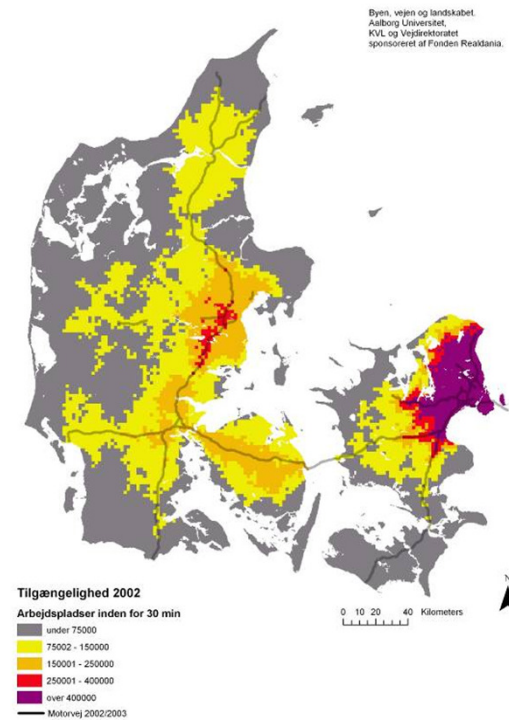 Byen, vejen og landskabet.
Aalborg Universitet,
KVL og Vejdirektoratet
sponsoreret af Fonden Realdania.
N
Tilgængelighed 2002
Arbejdspladser inden for 30 min
under 75000
75002 - 150000
150001 - 250000
250001 - 400000
over 400000
Motorvej 2002/2003
0 10 20 40 Kilometers